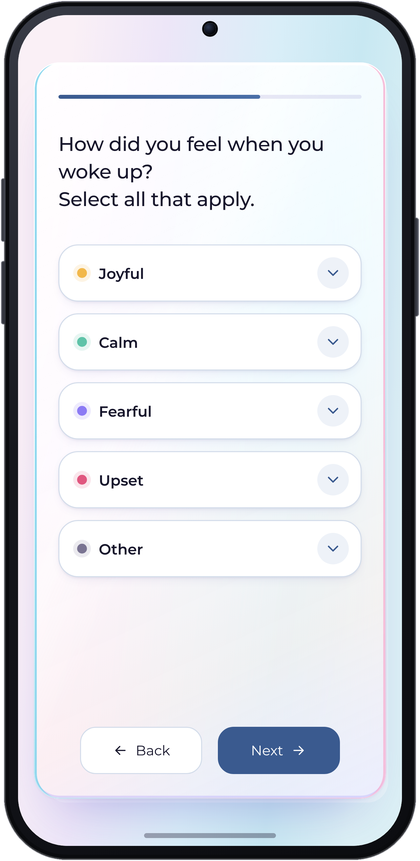 How did you feel when you
woke up?
Select all that apply.
Joyful
Calm
Fearful
Upset
Other
Back
Next